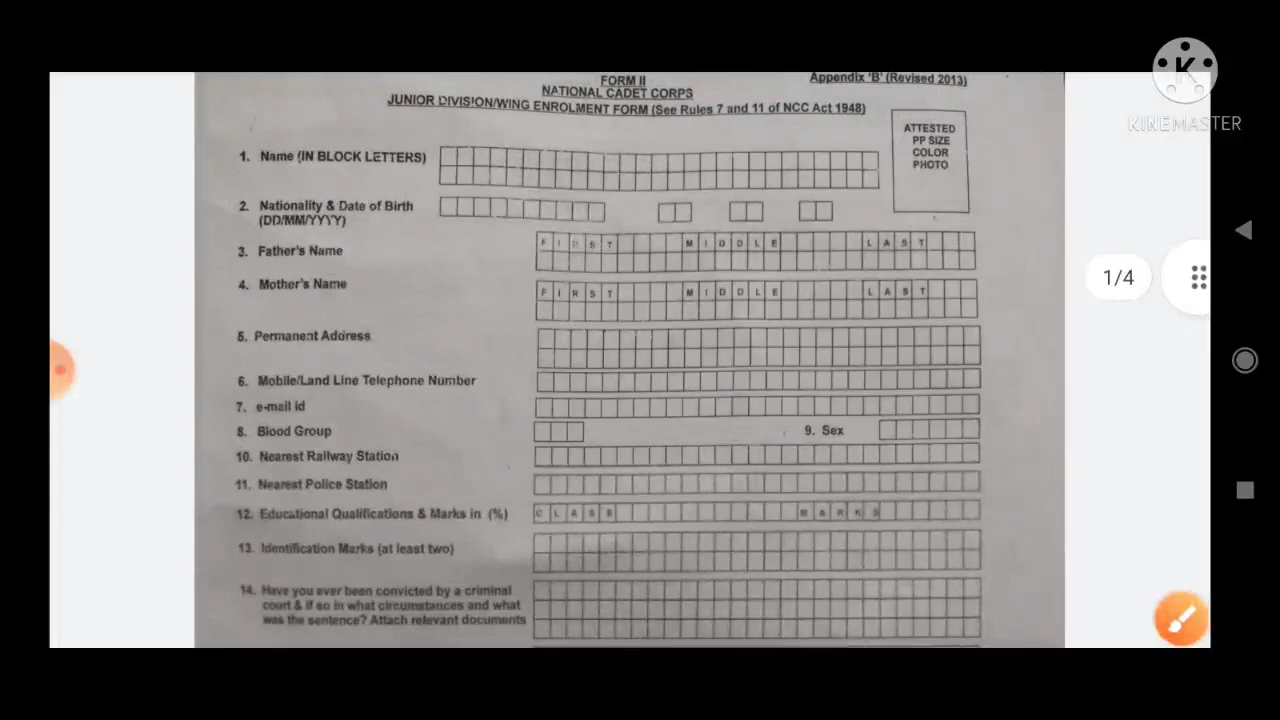 K
KINEMASTER
FORM II
Appendix 'B' (Revised 2013)
NATIONAL CADET CORPS
JUNIOR DIVISION/WING ENROLMENT FORM (See Rules 7 and 11 of NCC Act 1948)
ATTESTED
PP SIZE
COLOR
PHOTO
1. Name (IN BLOCK LETTERS)
2. Nationality & Date of Birth
(DD/MM/YYYY)
3. Father's Name
FIRST MIDDLE LAST
4. Mother's Name
FIRST MIDDLE LAST
5. Permanent Address
6. Mobile/Land Line Telephone Number
7. e-mail id
8. Blood Group
9. Sex
10. Nearest Railway Station
11. Nearest Police Station
12. Educational Qualifications & Marks in (%)
CLASS MARKS
13. Identification Marks (at least two)
14. Have you ever been convicted by a criminal
court & if so in what circumstances and what
was the sentence? Attach relevant documents
1/4